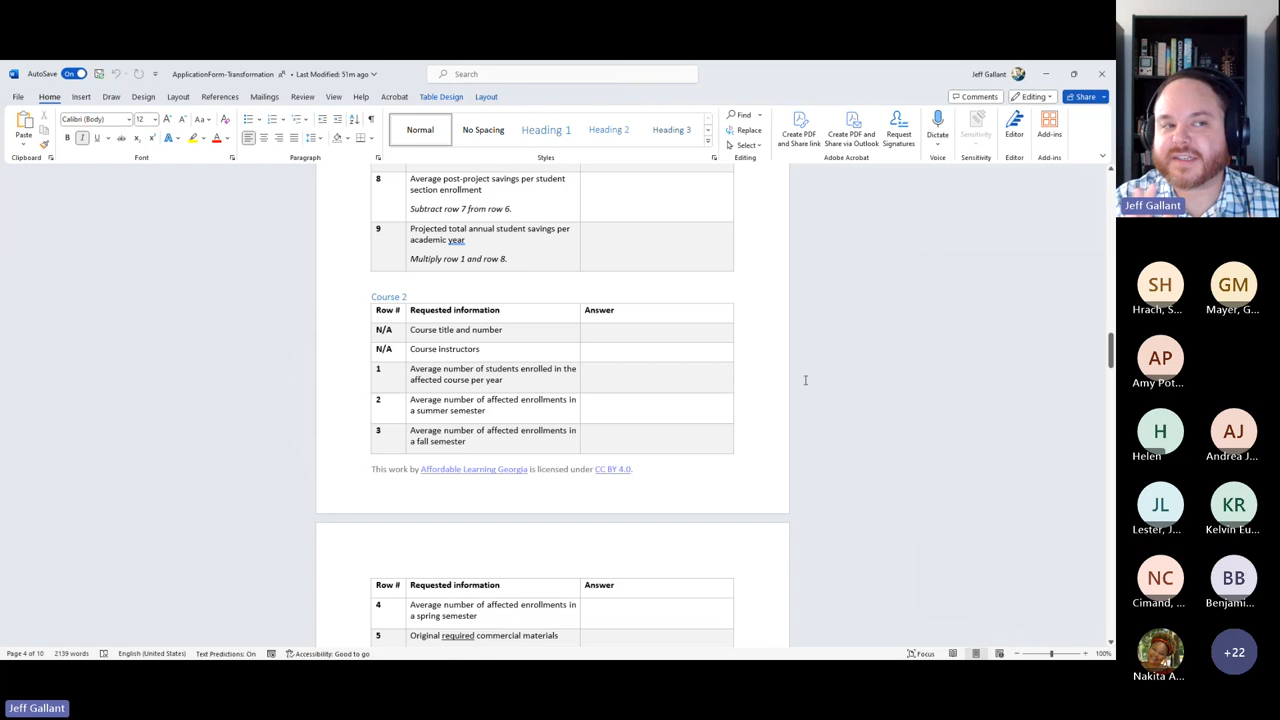 AutoSave On ApplicationForm-Transformation • Last Modified: 51m ago Search Jeff Gallant
File Home Insert Draw Design Layout References Mailings Review View Help Acrobat Table Design Layout Comments Editing Share
Paste Calibri (Body) 12 Normal No Spacing Heading 1 Heading 2 Heading 3 Find Replace Select Create PDF and Share link Create PDF and Share via Outlook Request Signatures Dictate Sensitivity Editor Add-ins
Clipboard Font Paragraph Styles Editing Adobe Acrobat Voice Sensitivity Editor Add-ins
8 Average post-project savings per student
section enrollment
Subtract row 7 from row 6.
9 Projected total annual student savings per
academic year
Multiply row 1 and row 8.
Course 2
Row # Requested information Answer
N/A Course title and number
N/A Course instructors
1 Average number of students enrolled in the
affected course per year
2 Average number of affected enrollments in
a summer semester
3 Average number of affected enrollments in
a fall semester
This work by Affordable Learning Georgia is licensed under CC BY 4.0.
Row # Requested information Answer
4 Average number of affected enrollments in
a spring semester
5 Original required commercial materials
Page 4 of 10 2139 words English (United States) Text Predictions: On Accessibility: Good to go Focus 100%
Jeff Gallant
SH GM
Hrach, S... Mayer, G...
AP
Amy Pot...
H AJ
Helen Andrea J...
JL KR
Lester, J... Kelvin Eu...
NC BB
Cimand, ... Benjami...
+22
Nakita A...
Jeff Gallant